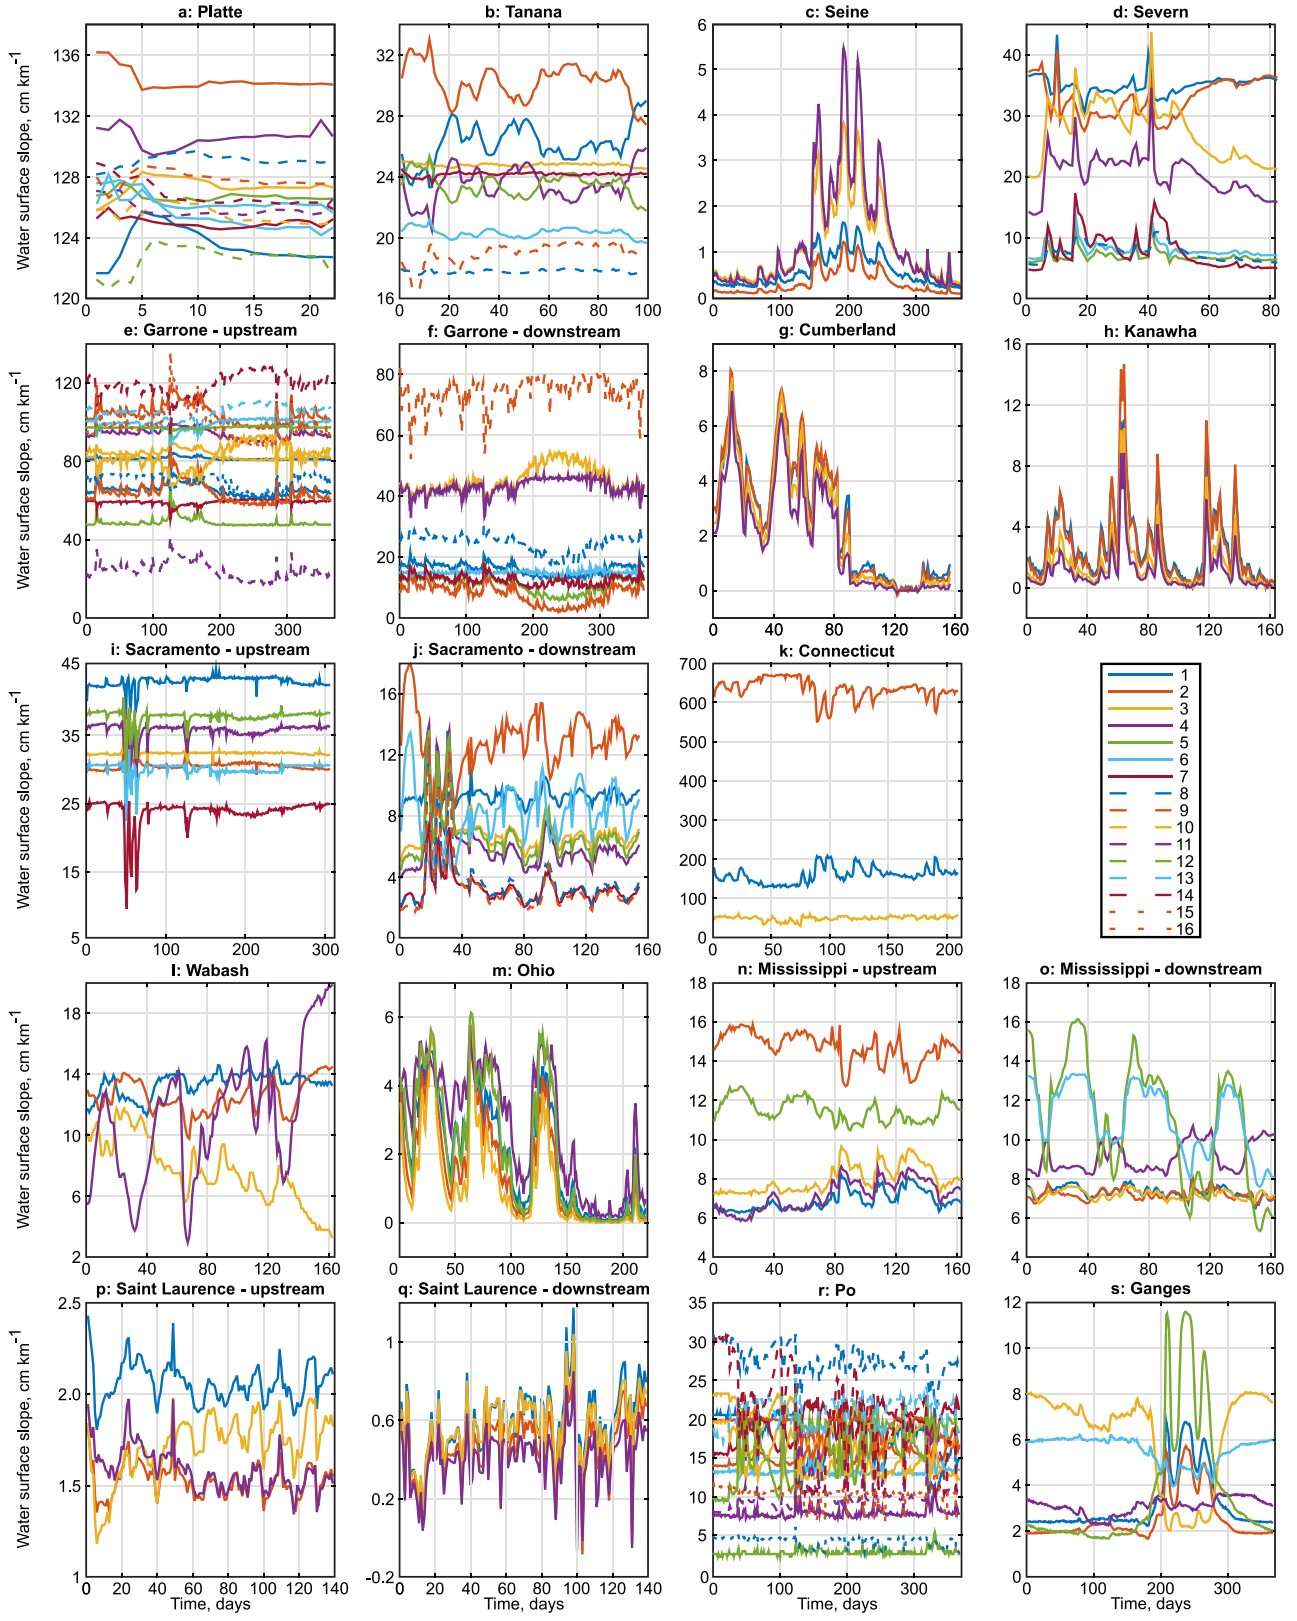 a: Platte
b: Tanana
c: Seine
d: Severn
Water surface slope, cm km-1
136
132
128
124
120
0 5 10 15 20
32
28
24
20
16
0 20 40 60 80 100
6
5
4
3
2
1
0
0 100 200 300
40
30
20
10
0
0 20 40 60 80
e: Garrone - upstream
f: Garrone - downstream
g: Cumberland
h: Kanawha
Water surface slope, cm km-1
120
80
40
0
0 100 200 300
80
60
40
20
0
0 100 200 300
8
6
4
2
0
0 40 80 120 160
16
12
8
4
0
0 40 80 120 160
i: Sacramento - upstream
j: Sacramento - downstream
k: Connecticut
Water surface slope, cm km-1
45
35
25
15
5
0 100 200 300
16
12
8
4
0
0 40 80 120 160
700
600
500
400
300
200
100
0
0 50 100 150 200
1
2
3
4
5
6
7
8
9
10
11
12
13
14
15
16
l: Wabash
m: Ohio
n: Mississippi - upstream
o: Mississippi - downstream
Water surface slope, cm km-1
18
14
10
6
2
0 40 80 120 160
6
4
2
0
0 50 100 150 200
18
16
14
12
10
8
6
4
0 40 80 120 160
18
16
14
12
10
8
6
4
0 40 80 120 160
p: Saint Laurence - upstream
q: Saint Laurence - downstream
r: Po
s: Ganges
Water surface slope, cm km-1
2.5
2.0
1.5
1
0 20 40 60 80 100 120 140
Time, days
1
0.6
0.2
-0.2
0 20 40 60 80 100 120 140
Time, days
35
30
25
20
15
10
5
0
0 100 200 300
Time, days
12
10
8
6
4
2
0
0 100 200 300
Time, days